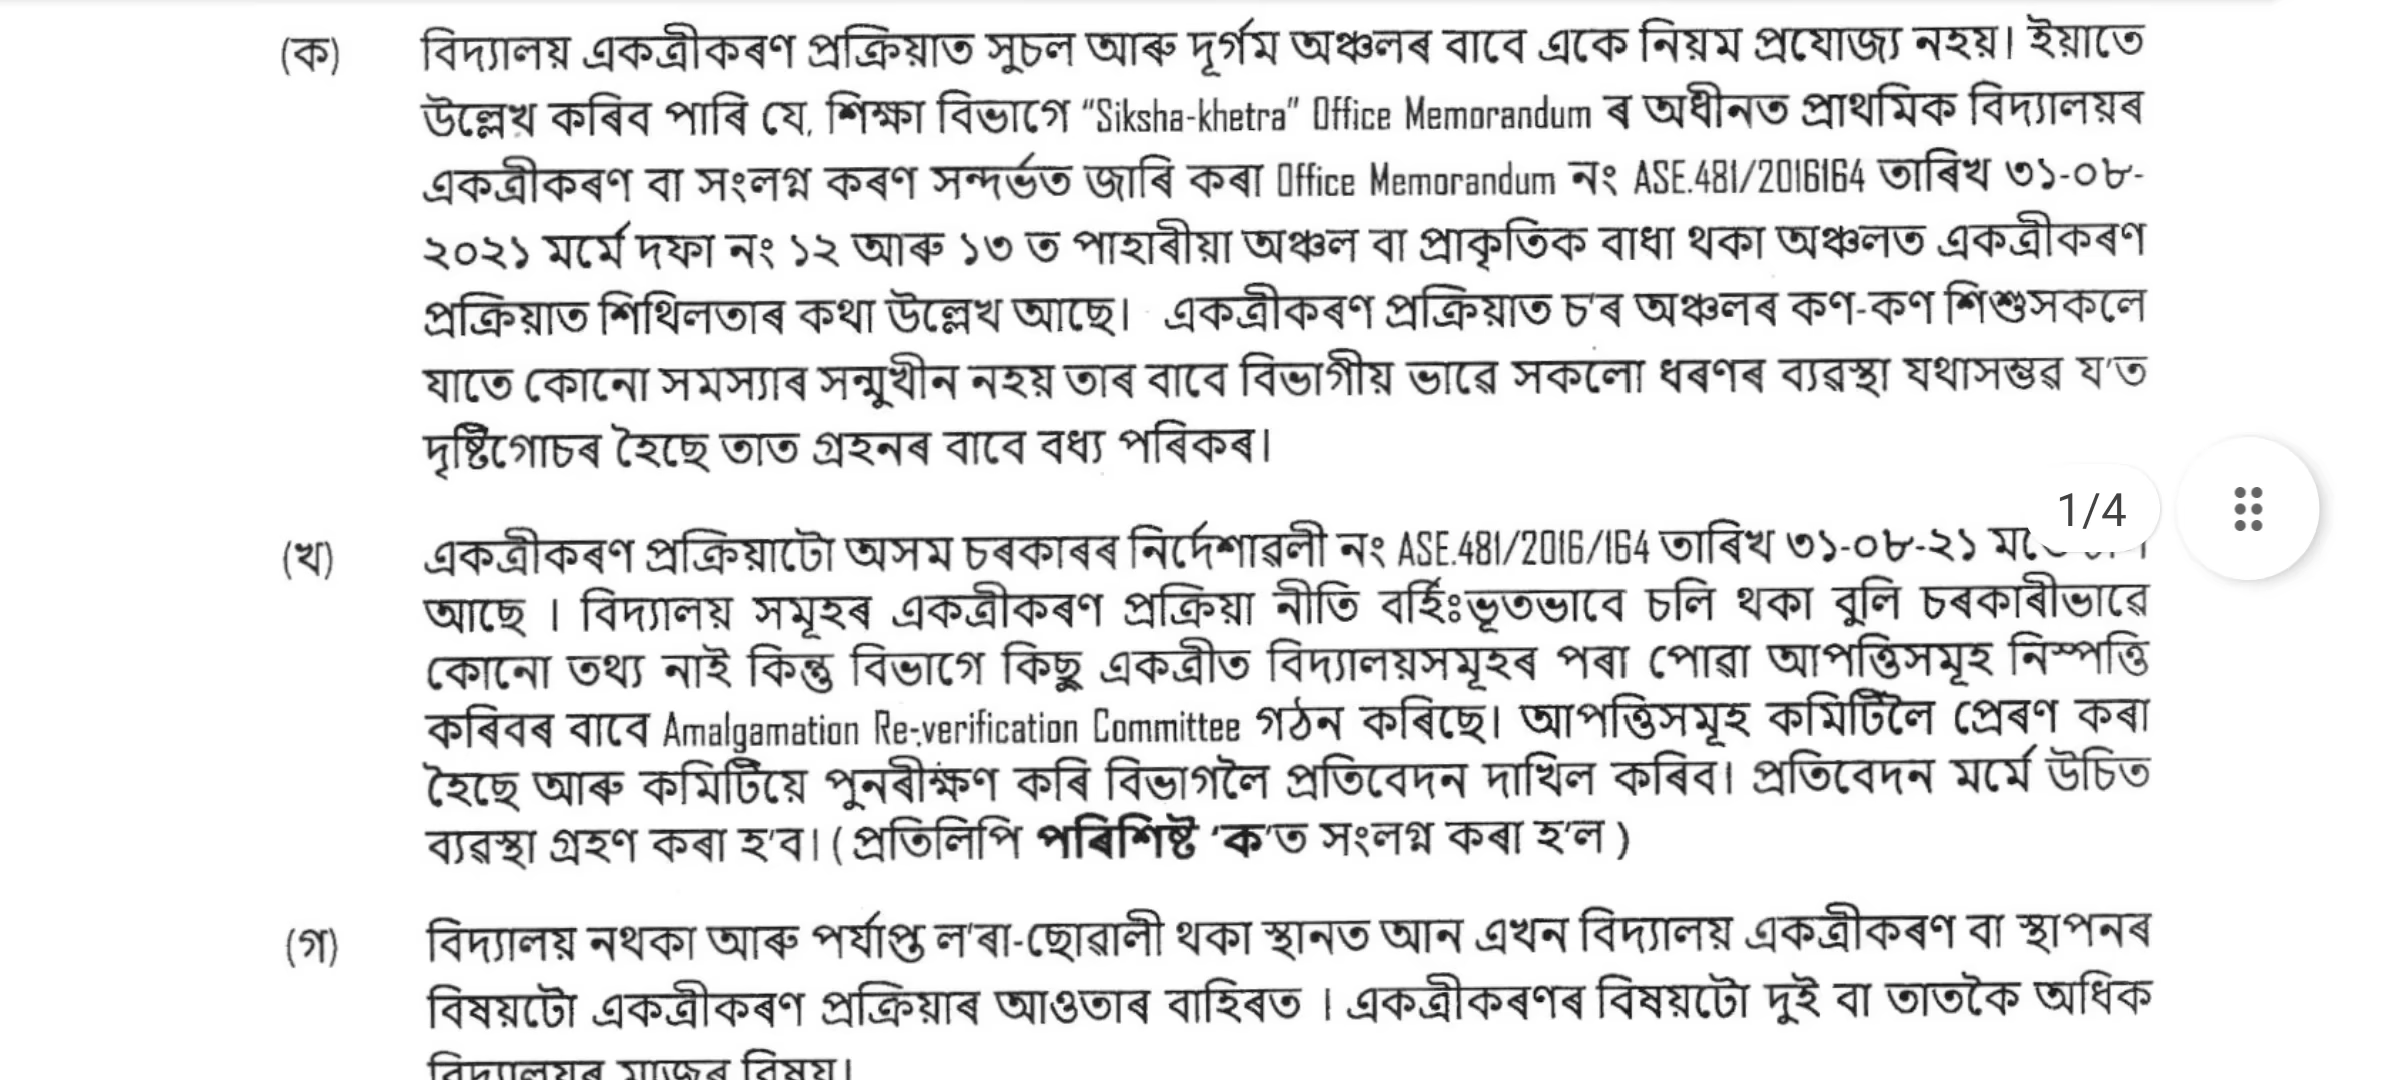 (ক) বিদ্যালয় একত্ৰীকৰণ প্ৰক্ৰিয়াত সুচল আৰু দূৰ্গম অঞ্চলৰ বাবে একে নিয়ম প্ৰযোজ্য নহয়। ইয়াতে
উল্লেখ কৰিব পাৰি যে, শিক্ষা বিভাগে “Siksha-khetra” Office Memorandum ৰ অধীনত প্ৰাথমিক বিদ্যালয়ৰ
একত্ৰীকৰণ বা সংলগ্ন কৰণ সন্দৰ্ভত জাৰি কৰা Office Memorandum নং ASE.481/2016164 তাৰিখ ৩১-০৮-
২০২১ মৰ্মে দফা নং ১২ আৰু ১৩ ত পাহাৰীয়া অঞ্চল বা প্ৰাকৃতিক বাধা থকা অঞ্চলত একত্ৰীকৰণ
প্ৰক্ৰিয়াত শিথিলতাৰ কথা উল্লেখ আছে। একত্ৰীকৰণ প্ৰক্ৰিয়াত চ'ৰ অঞ্চলৰ কণ-কণ শিশুসকলে
যাতে কোনো সমস্যাৰ সন্মুখীন নহয় তাৰ বাবে বিভাগীয় ভাৱে সকলো ধৰণৰ ব্যৱস্থা যথাসম্ভৱ য'ত
দৃষ্টিগোচৰ হৈছে তাত গ্ৰহনৰ বাবে বধ্য পৰিকৰ।
1/4
(খ) একত্ৰীকৰণ প্ৰক্ৰিয়াটো অসম চৰকাৰৰ নিৰ্দেশাৱলী নং ASE.481/2016/164 তাৰিখ ৩১-০৮-২১
আছে । বিদ্যালয় সমূহৰ একত্ৰীকৰণ প্ৰক্ৰিয়া নীতি বৰ্হিঃভূতভাবে চলি থকা বুলি চৰকাৰীভাৱে
কোনো তথ্য নাই কিন্তু বিভাগে কিছু একত্ৰীত বিদ্যালয়সমূহৰ পৰা পোৱা আপত্তিসমূহ নিস্পত্তি
কৰিবৰ বাবে Amalgamation Re-verification Committee গঠন কৰিছে। আপত্তিসমূহ কমিটিলৈ প্ৰেৰণ কৰা
হৈছে আৰু কমিটিয়ে পুনৰীক্ষণ কৰি বিভাগলৈ প্ৰতিবেদন দাখিল কৰিব। প্ৰতিবেদন মৰ্মে উচিত
ব্যৱস্থা গ্ৰহণ কৰা হ'ব। ( প্ৰতিলিপি পৰিশিষ্ট 'ক'ত সংলগ্ন কৰা হ'ল )
(গ) বিদ্যালয় নথকা আৰু পৰ্যাপ্ত ল'ৰা-ছোৱালী থকা স্থানত আন এখন বিদ্যালয় একত্ৰীকৰণ বা স্থাপনৰ
বিষয়টো একত্ৰীকৰণ প্ৰক্ৰিয়াৰ আওতাৰ বাহিৰত । একত্ৰীকৰণৰ বিষয়টো দুই বা তাতকৈ অধিক
বিদ্যালয়ৰ মাজৰ বিষয়।